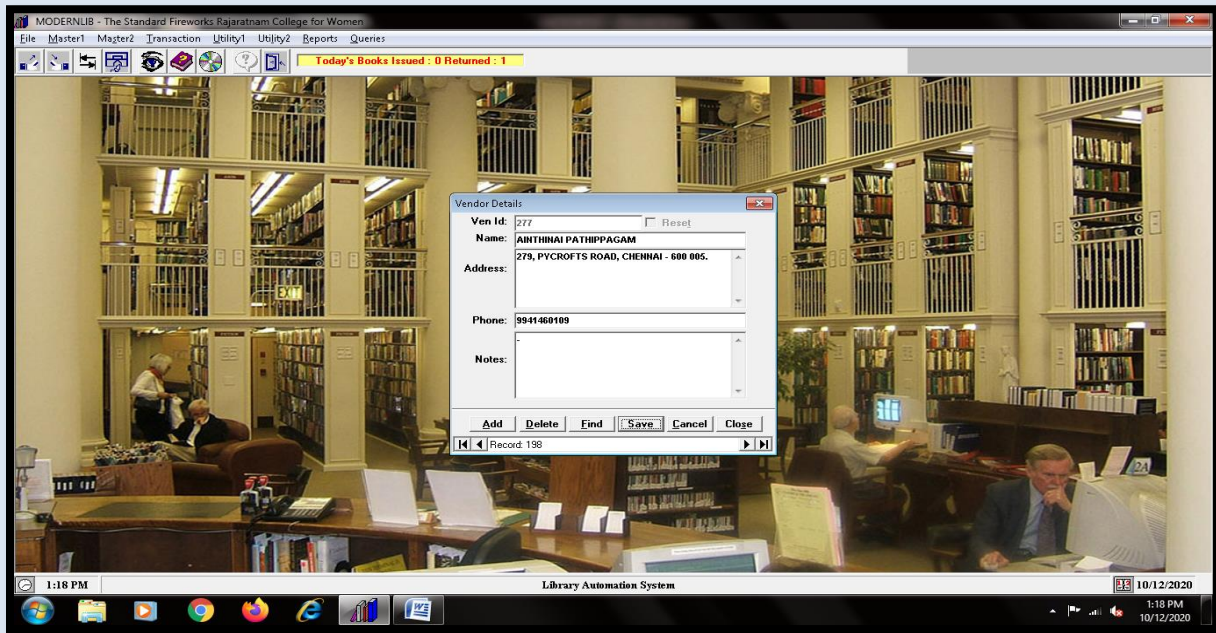 MODERNLIB - The Standard Fireworks Rajaratnam College for Women
File Master1 Master2 Transaction Utility1 Utility2 Reports Queries
Today's Books Issued : 0 Returned : 1
EXIT
2A
Vendor Details
Ven Id: 277 Reset
Name: AINTHINAI PATHIPPAGAM
Address: 279, PYCROFTS ROAD, CHENNAI - 600 005.
Phone: 9941460109
Notes: -
Add Delete Find Save Cancel Close
Record: 198
1:18 PM Library Automation System 10/12/2020
1:18 PM
10/12/2020